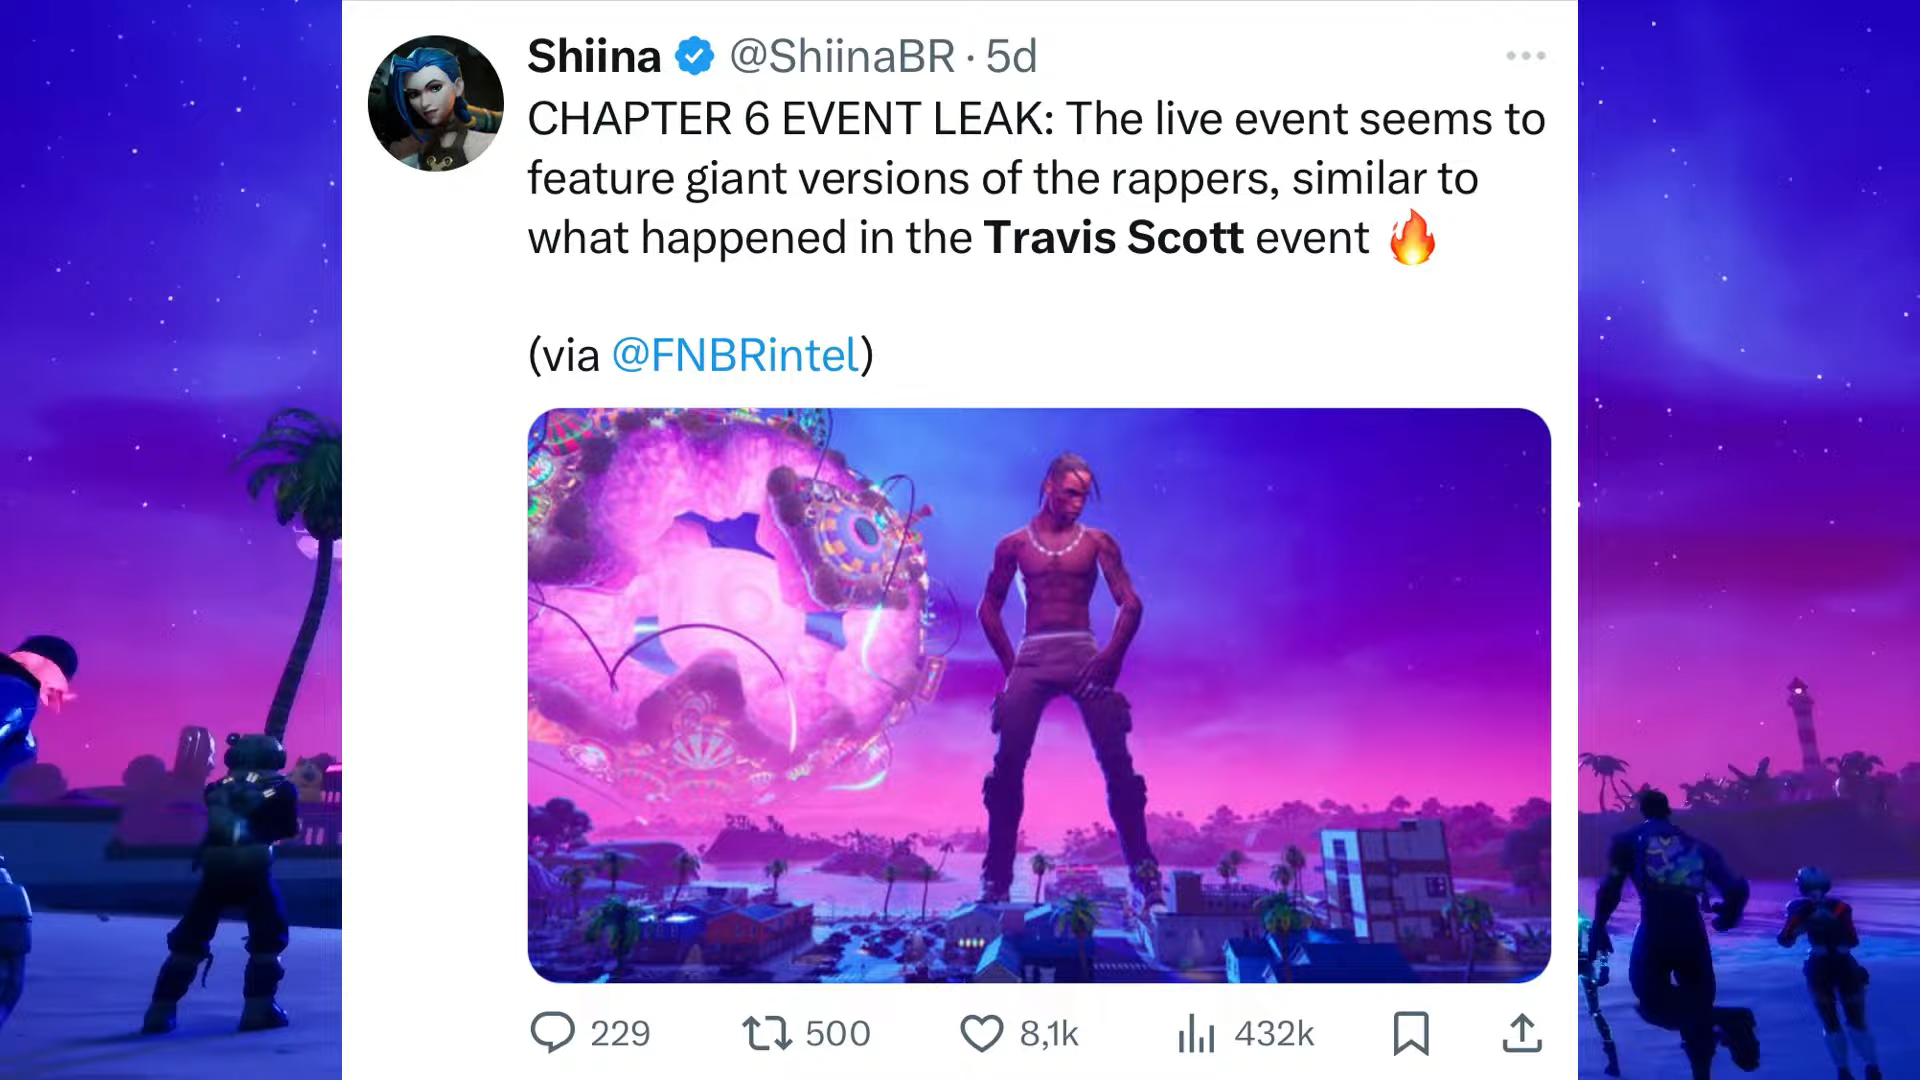 Shiina @ShiinaBR · 5d
CHAPTER 6 EVENT LEAK: The live event seems to
feature giant versions of the rappers, similar to
what happened in the Travis Scott event 🔥
(via @FNBRintel)
229 500 8,1k 432k